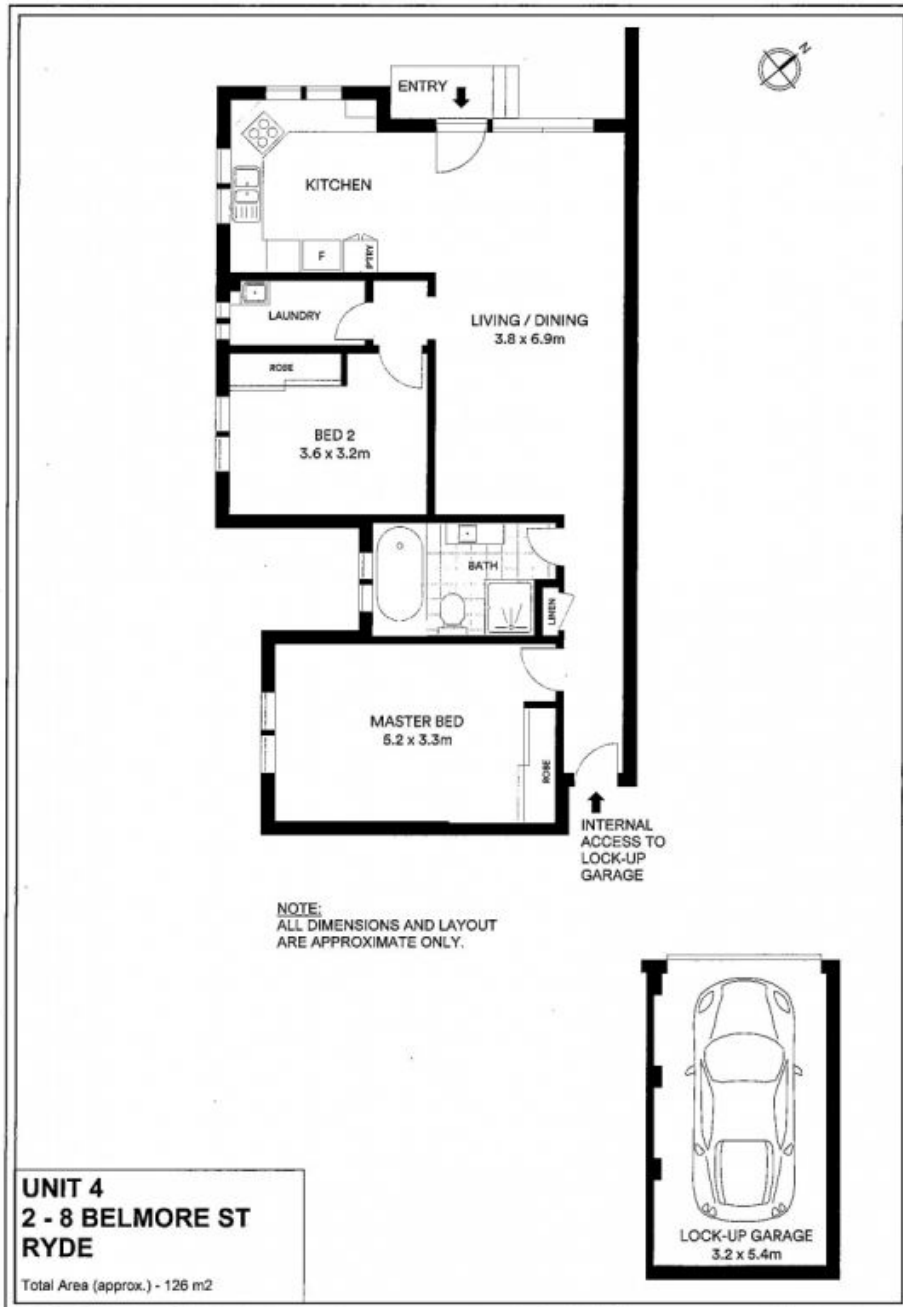 N
ENTRY
KITCHEN
F
PTRY
LAUNDRY
LIVING / DINING
3.8 x 6.9m
ROBE
BED 2
3.6 x 3.2m
BATH
LINEN
MASTER BED
5.2 x 3.3m
ROBE
INTERNAL
ACCESS TO
LOCK-UP
GARAGE
NOTE:
ALL DIMENSIONS AND LAYOUT
ARE APPROXIMATE ONLY.
LOCK-UP GARAGE
3.2 x 5.4m
UNIT 4
2 - 8 BELMORE ST
RYDE
Total Area (approx.) - 126 m2